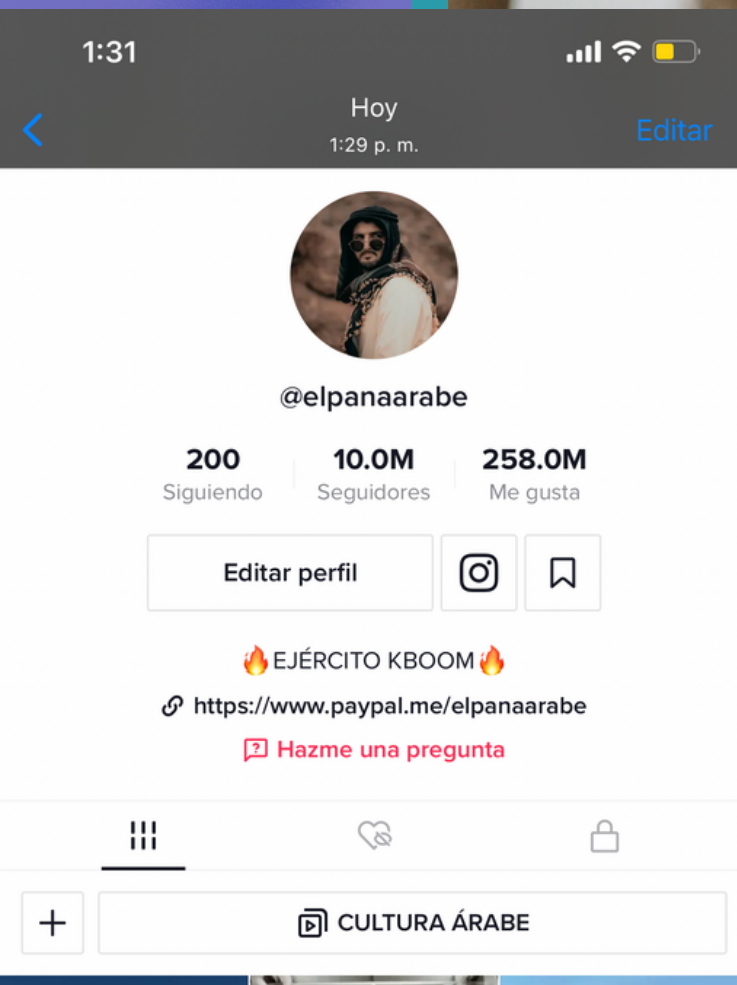 1:31
Hoy
1:29 p. m.
Editar
@elpanaarabe
200 10.0M 258.0M
Siguiendo Seguidores Me gusta
Editar perfil
🔥EJÉRCITO KBOOM🔥
https://www.paypal.me/elpanaarabe
Hazme una pregunta
CULTURA ÁRABE